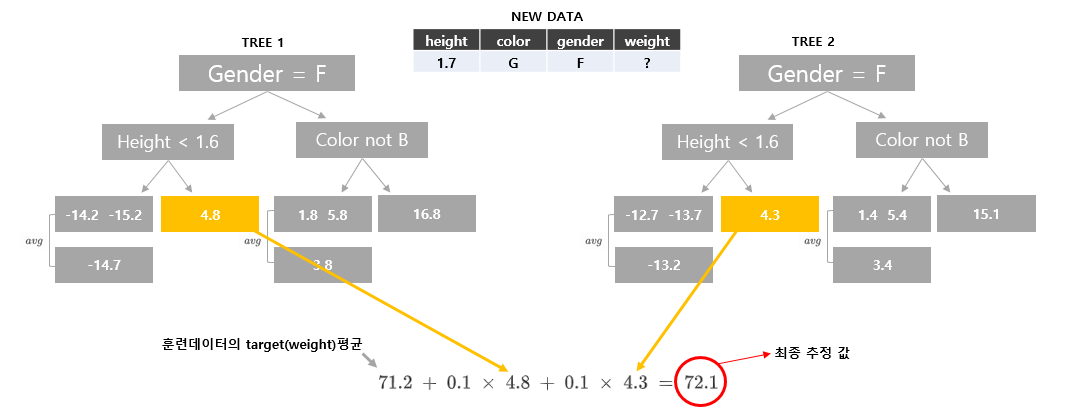 NEW DATA
TREE 1
TREE 2
height color gender weight
1.7 G F ?
Gender = F
Gender = F
Height < 1.6
Color not B
Height < 1.6
Color not B
-14.2 -15.2
4.8
1.8 5.8
16.8
-12.7 -13.7
4.3
1.4 5.4
15.1
avg
avg
avg
avg
-14.7
3.8
-13.2
3.4
훈련데이터의 target(weight)평균
최종 추정 값
71.2 + 0.1 × 4.8 + 0.1 × 4.3 = 72.1